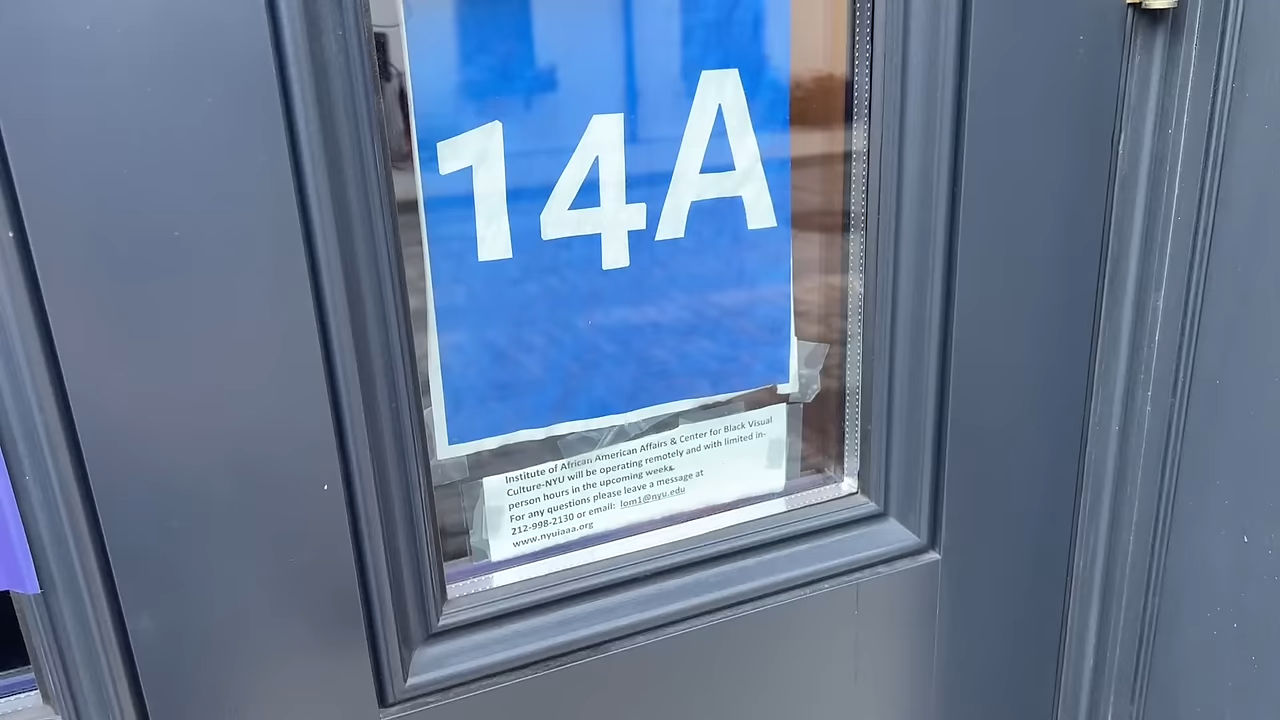 14A
Institute of African American Affairs & Center for Black Visual
Culture-NYU will be operating remotely and with limited in-
person hours in the upcoming weeks.
For any questions please leave a message at
212-998-2130 or email: lom1@nyu.edu
www.nyuiaaa.org